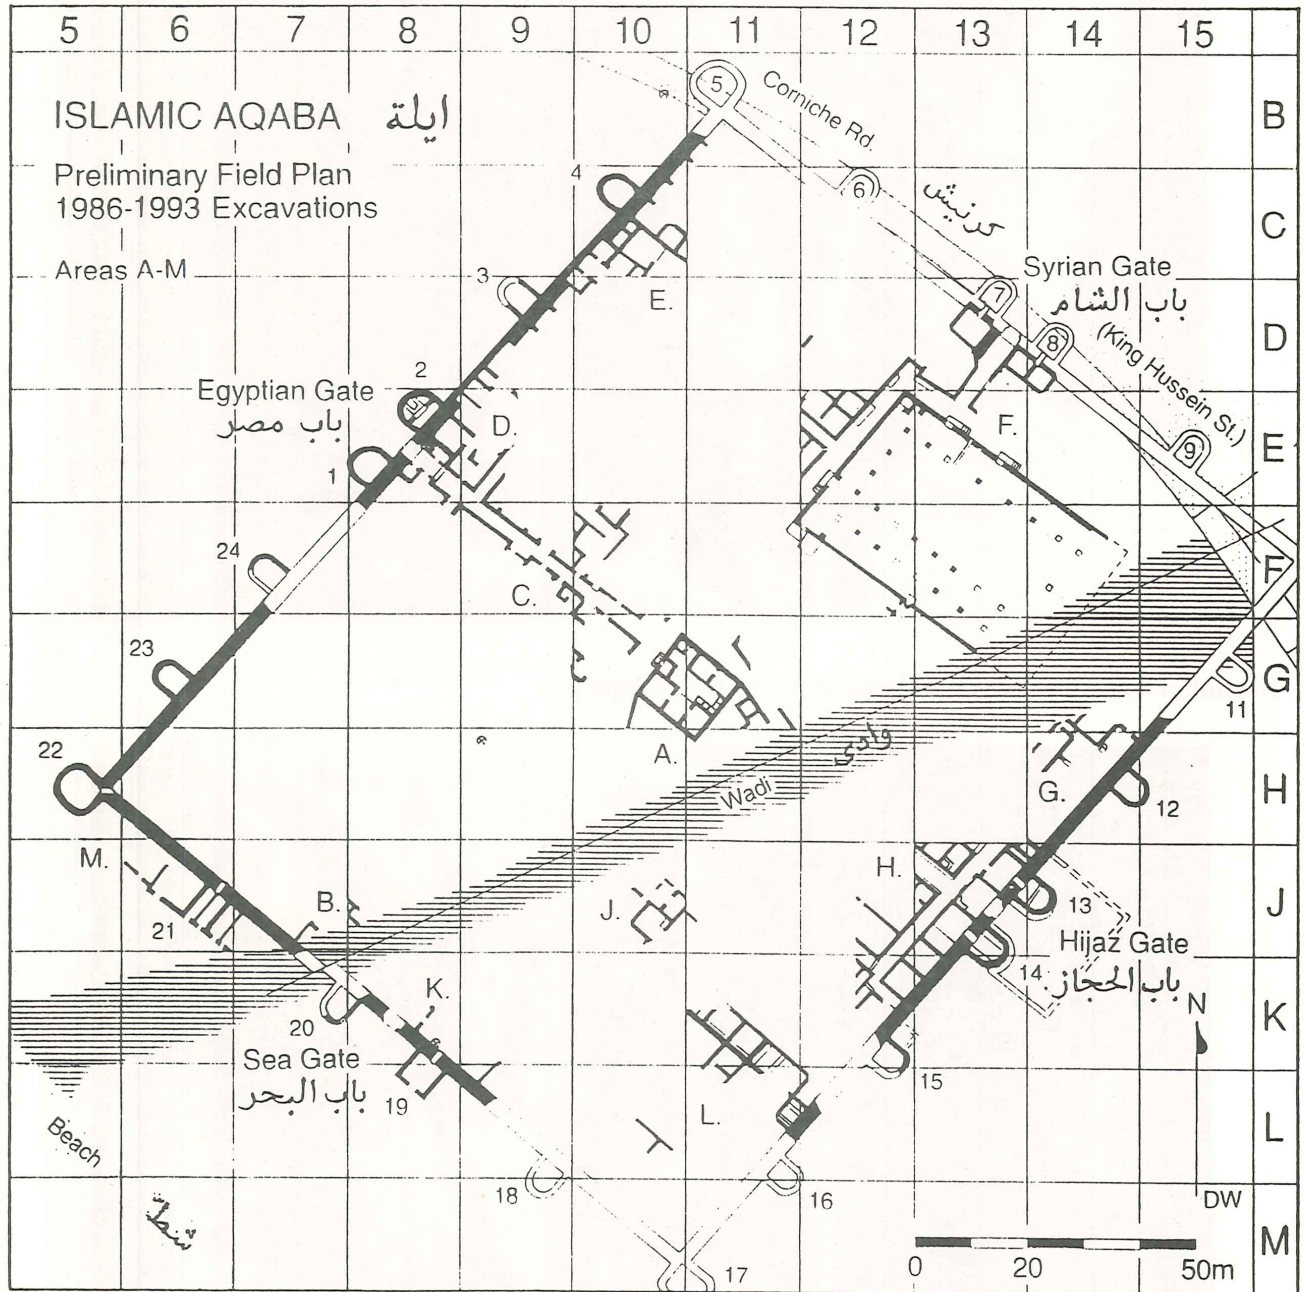 5 6 7 8 9 10 11 12 13 14 15
ISLAMIC AQABA ايلة
Preliminary Field Plan
1986-1993 Excavations
Areas A-M
B
C
D
E
F
G
H
J
K
L
M
5
Corniche Rd.
كرنيش
4
6
3
E.
7
Syrian Gate
باب الشام
8
(King Hussein St.)
2
Egyptian Gate
باب مصر
D.
F.
1
9
24
C.
23
11
22
A.
وادى
Wadi
G.
12
M.
H.
B.
J.
13
21
Hijaz Gate
14.
باب الحجاز
N
K.
20
Sea Gate
باب البحر
19
15
L.
Beach
18
16
DW
17
0 20 50m